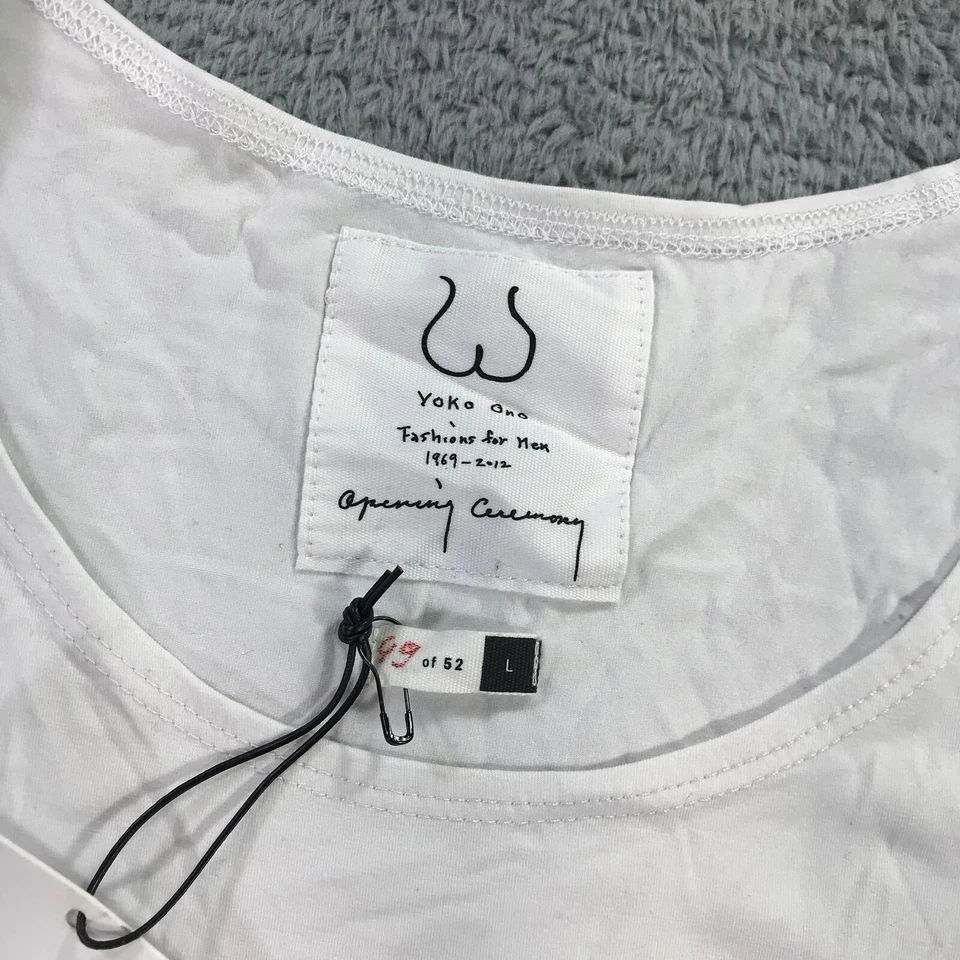 Yoko Ono
Fashions for Men
1969-2012
Opening Ceremony
49 of 52 L